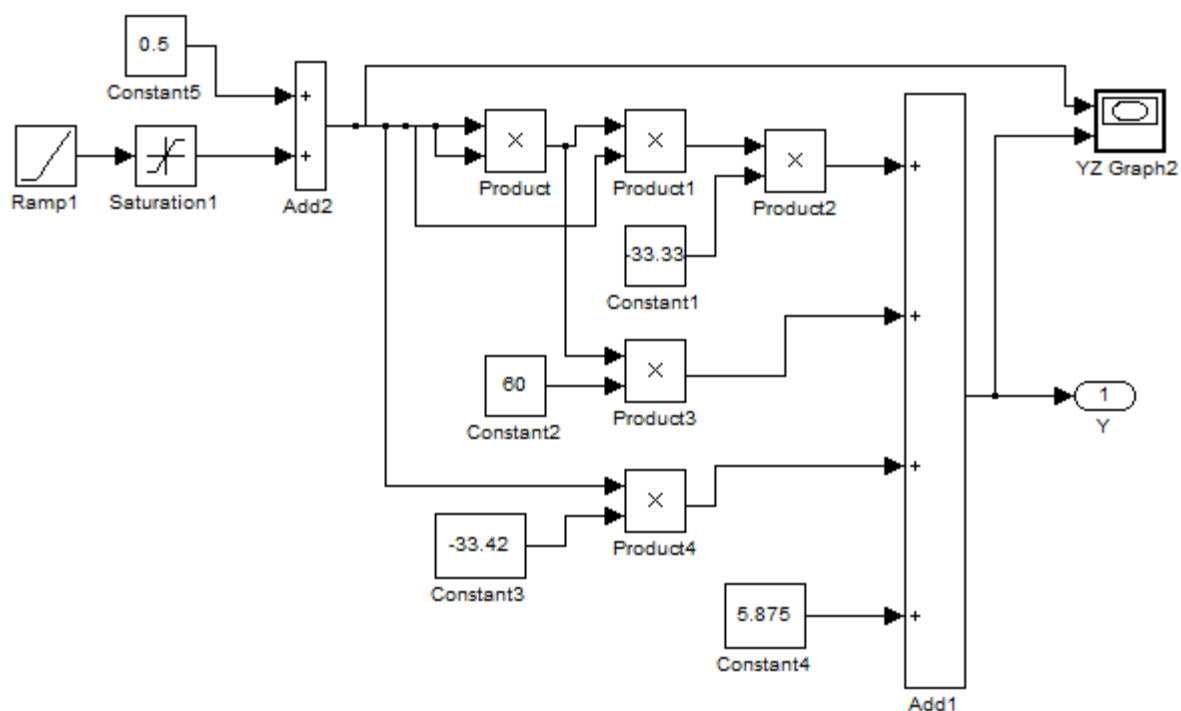 0.5
Constant5
Ramp1
Saturation1
+
+
Add2
×
Product
×
Product1
×
Product2
-33.33
Constant1
60
Constant2
×
Product3
-33.42
Constant3
×
Product4
5.875
Constant4
+
+
+
+
Add1
YZ Graph2
1
Y